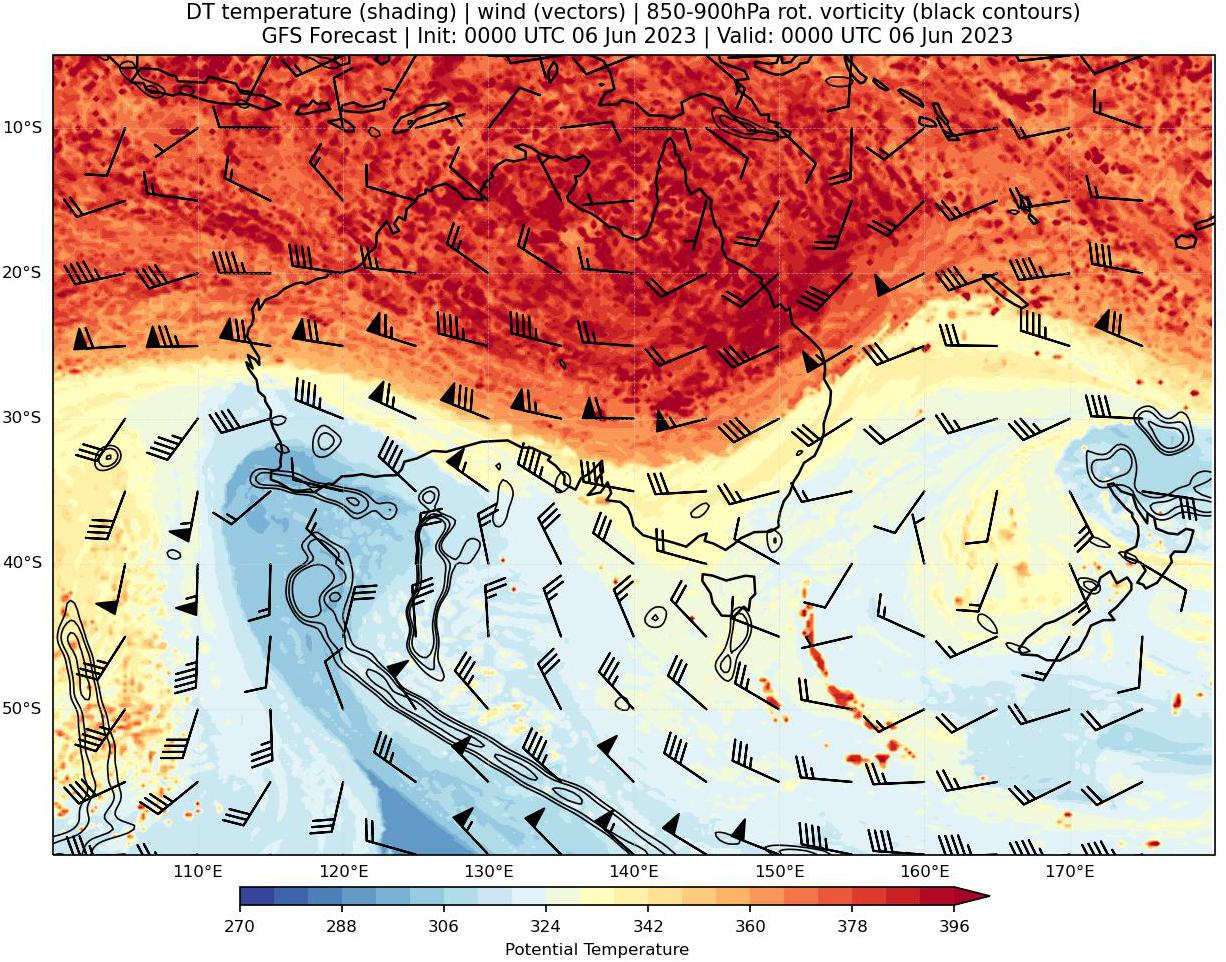 DT temperature (shading) | wind (vectors) | 850-900hPa rot. vorticity (black contours)
GFS Forecast | Init: 0000 UTC 06 Jun 2023 | Valid: 0000 UTC 06 Jun 2023
10°S
20°S
30°S
40°S
50°S
110°E 120°E 130°E 140°E 150°E 160°E 170°E
270 288 306 324 342 360 378 396
Potential Temperature